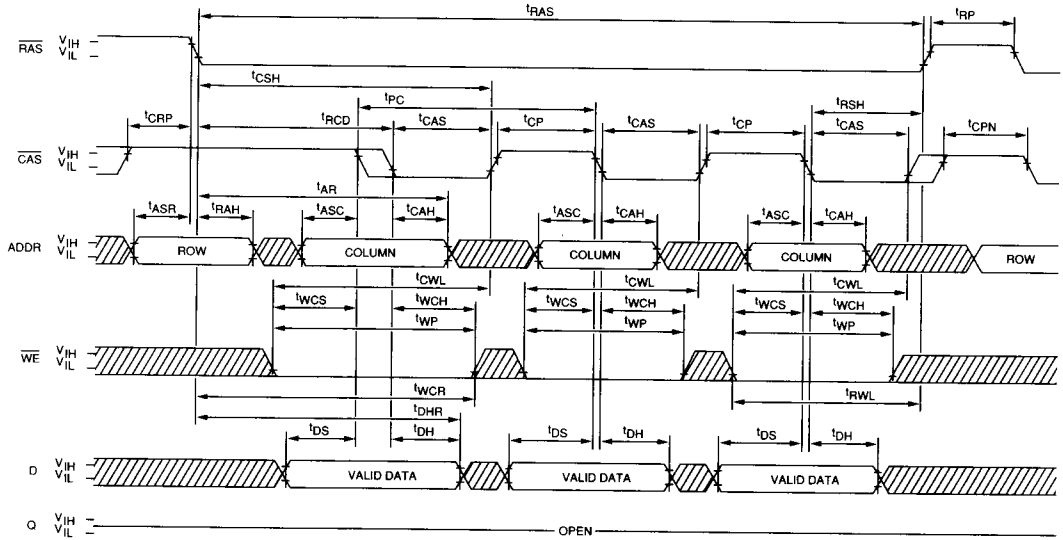 tRAS tRP
RAS VIH VIL
tCSH
tPC
tCRP tRCD tCAS tCP tCAS tCP tRSH
tCAS tCPN
CAS VIH VIL
tAR
tASR tRAH tASC tCAH tASC tCAH tASC tCAH
ADDR VIH VIL ROW COLUMN COLUMN COLUMN ROW
tCWL tCWL tCWL
tWCS tWCH tWCS tWCH tWCS tWCH
tWP tWP tWP
WE VIH VIL
tWCR tRWL
tDHR
tDS tDH tDS tDH tDS tDH
D VIH VIL VALID DATA VALID DATA VALID DATA
Q VIH VIL OPEN